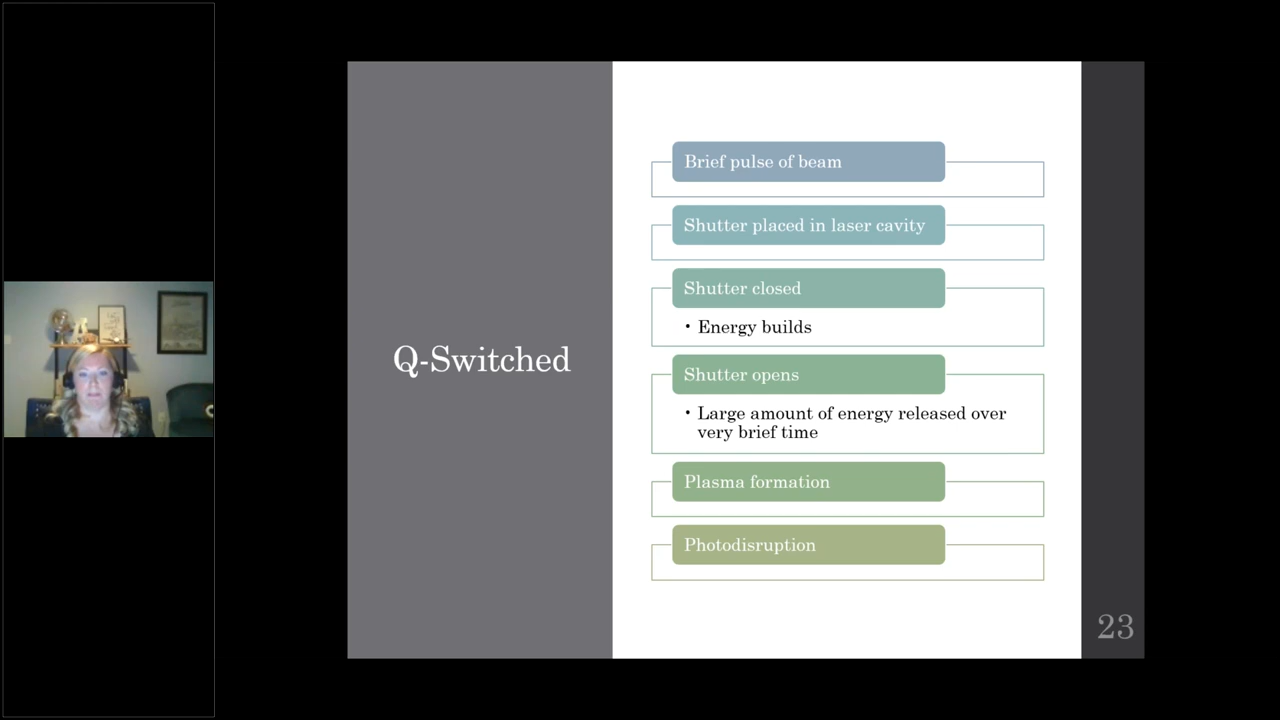 Q-Switched
Brief pulse of beam
Shutter placed in laser cavity
Shutter closed
• Energy builds
Shutter opens
• Large amount of energy released over
very brief time
Plasma formation
Photodisruption
23